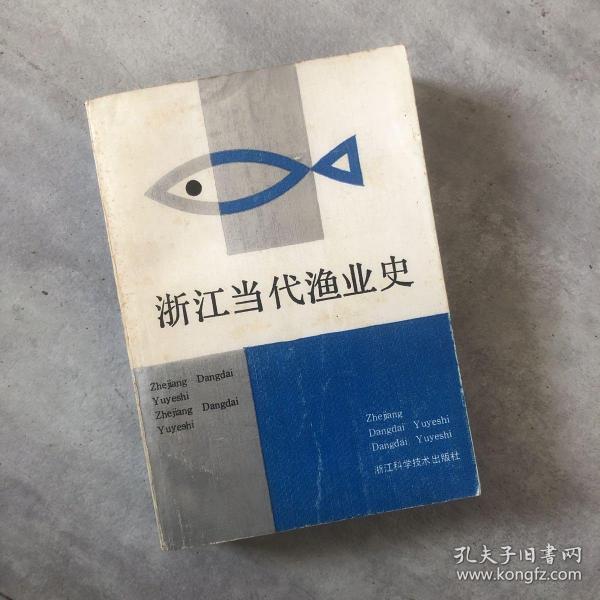 浙江当代渔业史
Zhejiang Dangdai
Yuyeshi
Zhejiang Dangdai
Yuyeshi
Zhejiang
Dangdai Yuyeshi
Dangdai Yuyeshi
浙江科学技术出版社
孔夫子旧书网
www.kongfz.com